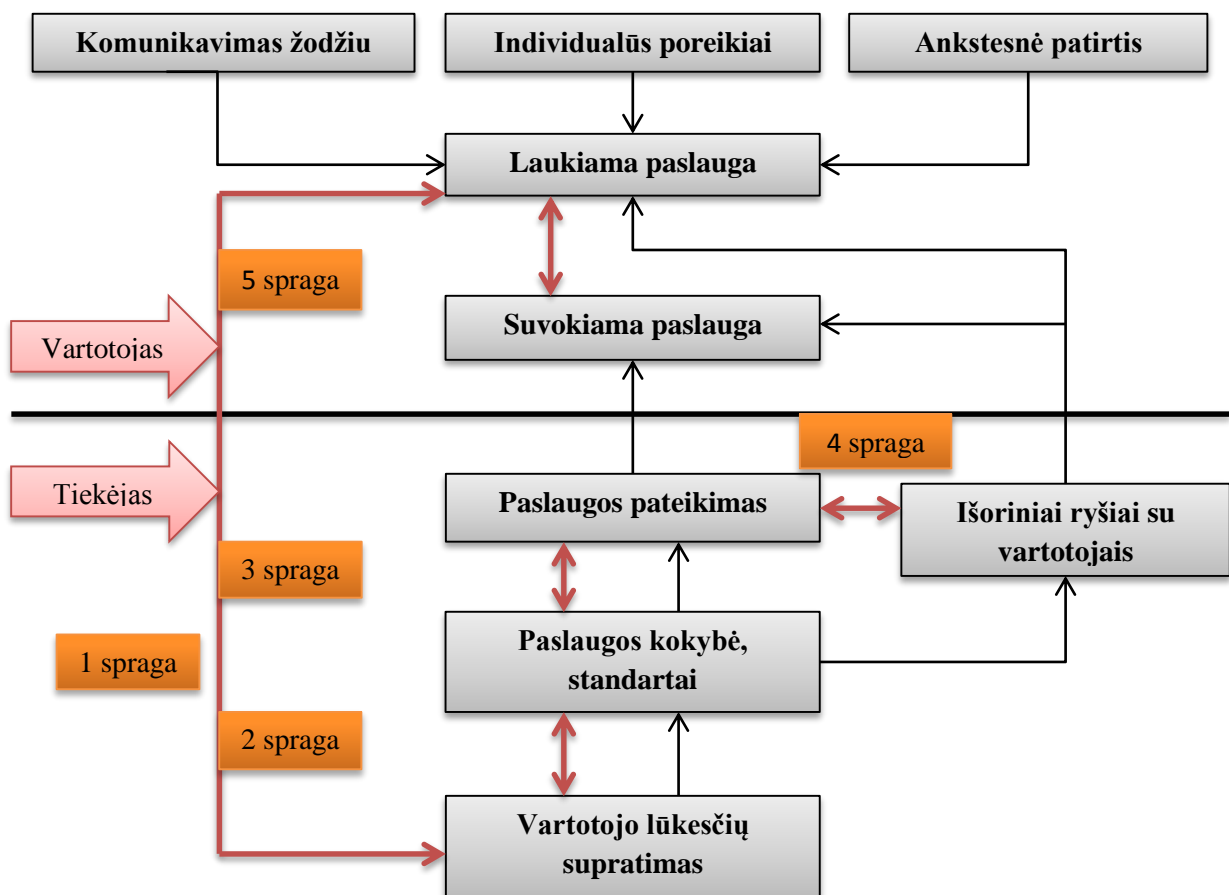 Komunikavimas žodžiu
Individualūs poreikiai
Ankstesnė patirtis
Laukiama paslauga
5 spraga
Suvokiama paslauga
Vartotojas
4 spraga
Tiekėjas
Paslaugos pateikimas
Išoriniai ryšiai su
vartotojais
3 spraga
Paslaugos kokybė,
standartai
1 spraga
2 spraga
Vartotojo lūkesčių
supratimas